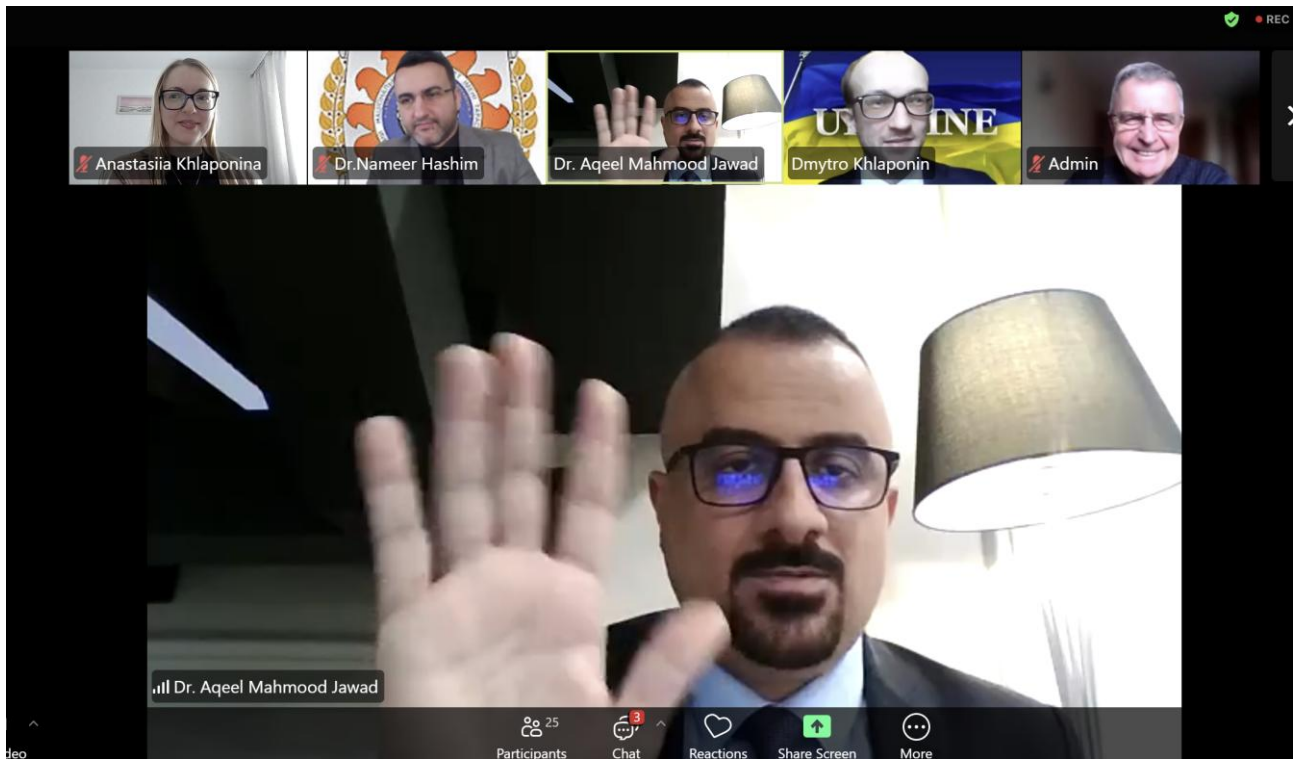 REC
Anastasiia Khlaponina
Dr.Nameer Hashim
Dr. Aqeel Mahmood Jawad
UKRAINE
Dmytro Khlaponin
Admin
Dr. Aqeel Mahmood Jawad
deo
25
3
Participants
Chat
Reactions
Share Screen
More